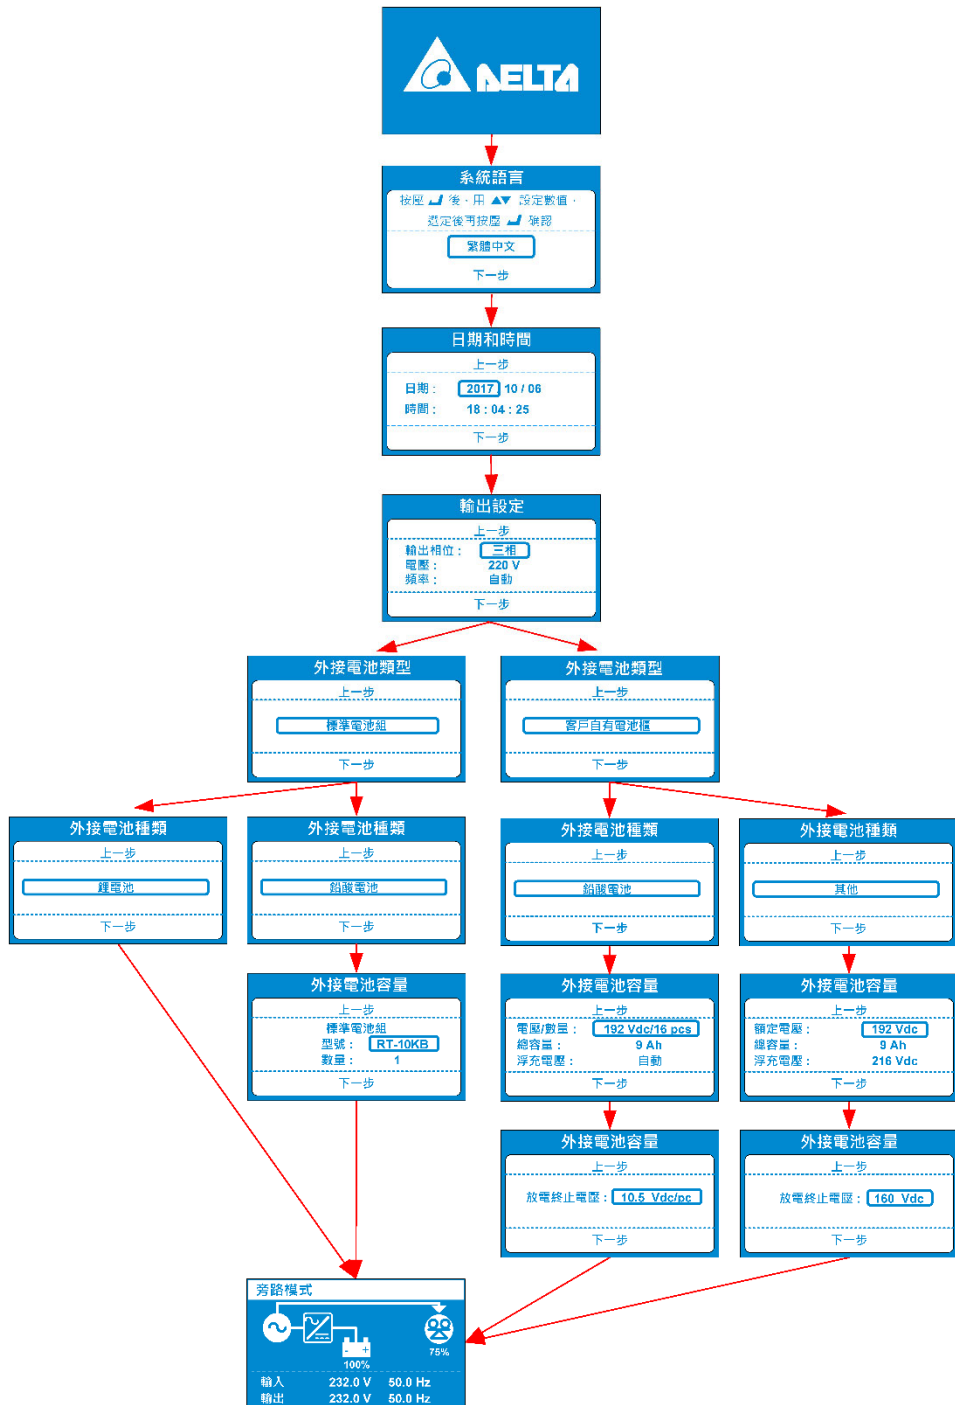 DELTA
系統語言
按壓 後，用 ▲▼ 設定數值，
選定後再按壓 確認
繁體中文
下一步
日期和時間
上一步
日期： 2017 10 / 06
時間： 18 : 04 : 25
下一步
輸出設定
上一步
輸出相位： 三相
電壓： 220 V
頻率： 自動
下一步
外接電池類型
上一步
標準電池組
下一步
外接電池類型
上一步
客戶自有電池櫃
下一步
外接電池種類
上一步
鋰電池
下一步
外接電池種類
上一步
鉛酸電池
下一步
外接電池種類
上一步
鉛酸電池
下一步
外接電池種類
上一步
其他
下一步
外接電池容量
上一步
標準電池組
型號： RT-10KB
數量： 1
下一步
外接電池容量
上一步
電壓/數量： 192 Vdc/16 pcs
總容量： 9 Ah
浮充電壓： 自動
下一步
外接電池容量
上一步
額定電壓： 192 Vdc
總容量： 9 Ah
浮充電壓： 216 Vdc
下一步
外接電池容量
上一步
放電終止電壓： 10.5 Vdc/pc
下一步
外接電池容量
上一步
放電終止電壓： 160 Vdc
下一步
旁路模式
- +
100%
75%
輸入 232.0 V 50.0 Hz
輸出 232.0 V 50.0 Hz